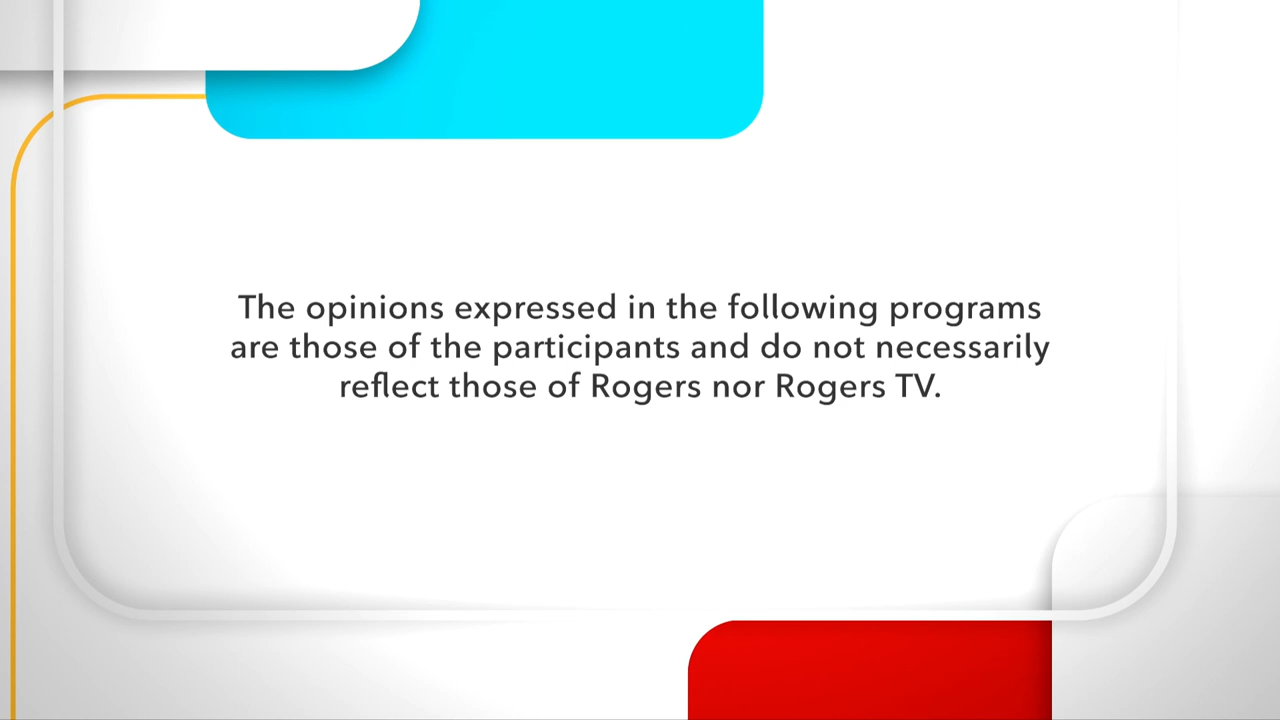 The opinions expressed in the following programs
are those of the participants and do not necessarily
reflect those of Rogers nor Rogers TV.